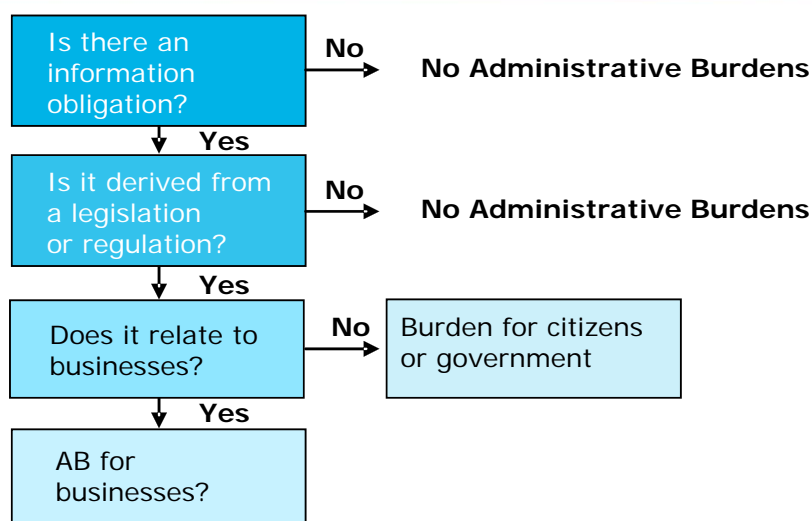 Is there an
information
obligation?
No
No Administrative Burdens
Yes
Is it derived from
a legislation
or regulation?
No
No Administrative Burdens
Yes
Does it relate to
businesses?
No
Burden for citizens
or government
Yes
AB for
businesses?